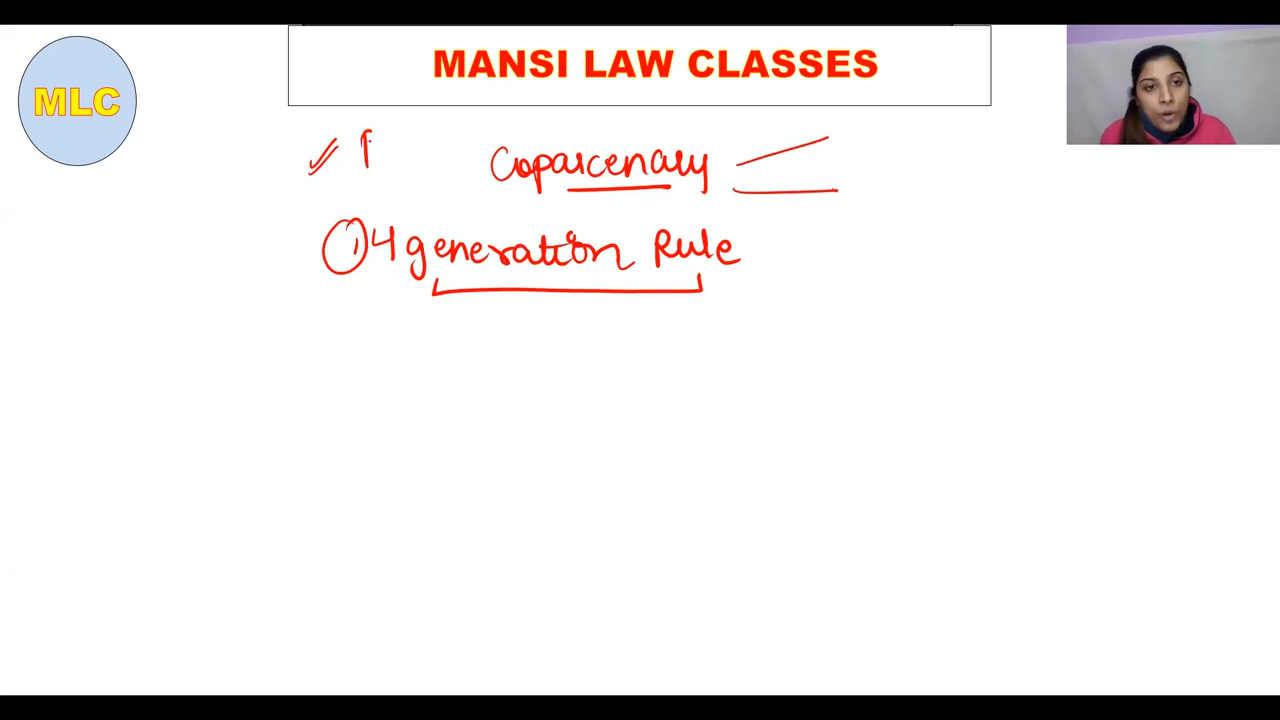 MANSI LAW CLASSES
MLC
Coparcenary
① 4 generation Rule